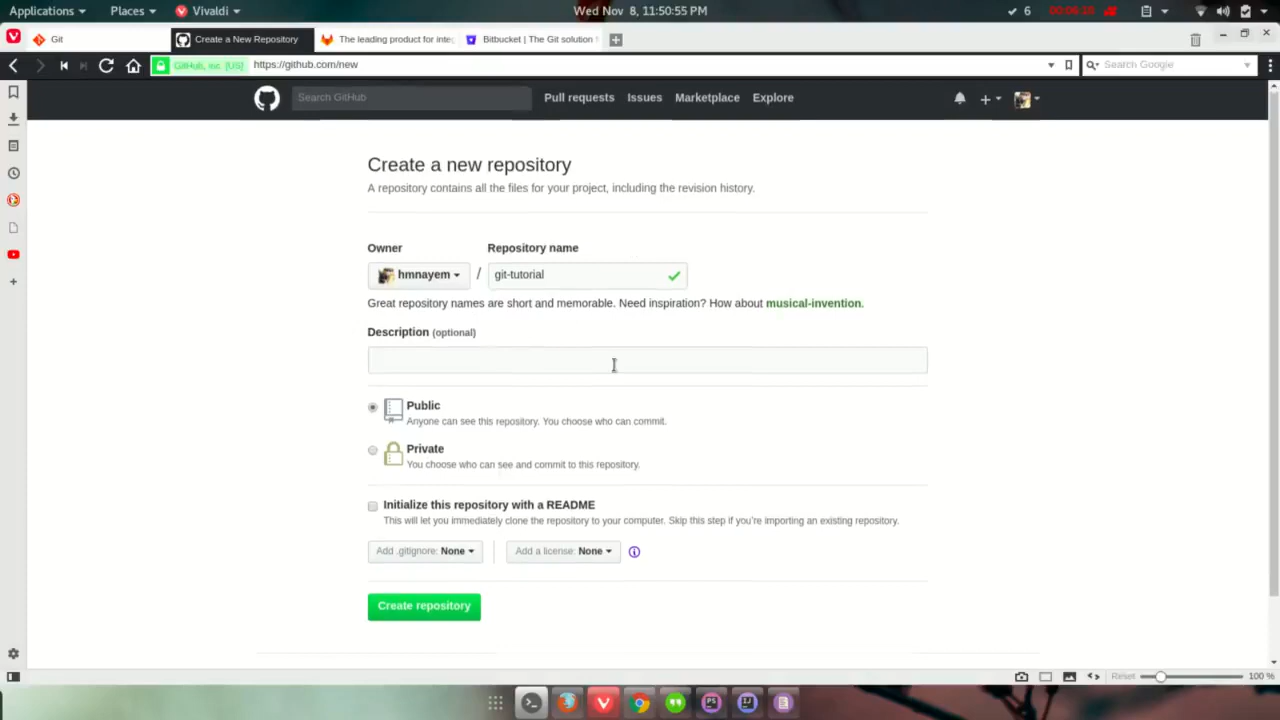 Applications
Places
Vivaldi
Wed Nov 8, 11:50:55 PM
6
Git
Create a New Repository
The leading product for inte
Bitbucket | The Git solution
GitHub, Inc. [US]
https://github.com/new
Search Google
Search GitHub
Pull requests
Issues
Marketplace
Explore
Create a new repository
A repository contains all the files for your project, including the revision history.
Owner
Repository name
hmnayem
/
git-tutorial
Great repository names are short and memorable. Need inspiration? How about musical-invention.
Description (optional)
Public
Anyone can see this repository. You choose who can commit.
Private
You choose who can see and commit to this repository.
Initialize this repository with a README
This will let you immediately clone the repository to your computer. Skip this step if you're importing an existing repository.
Add .gitignore: None
Add a license: None
Create repository
Reset
100 %